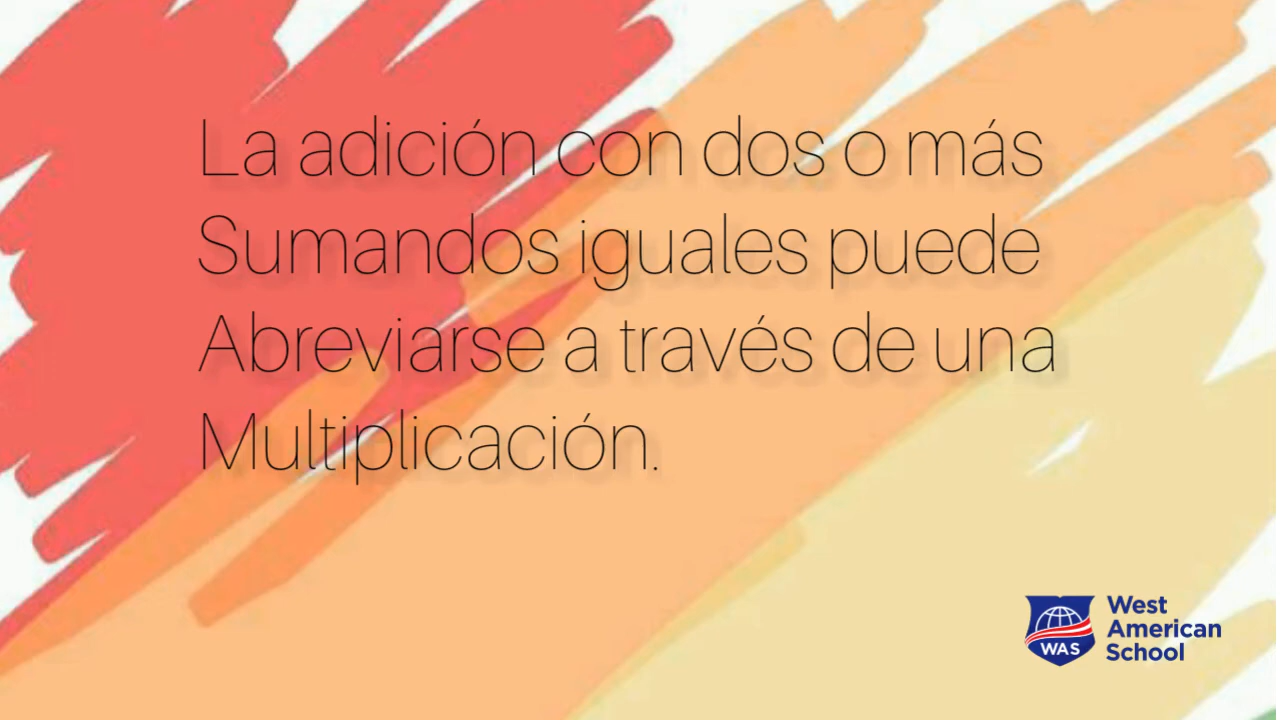 La adición con dos o más
Sumandos iguales puede
Abreviarse a través de una
Multiplicación.
West
American
School
WAS